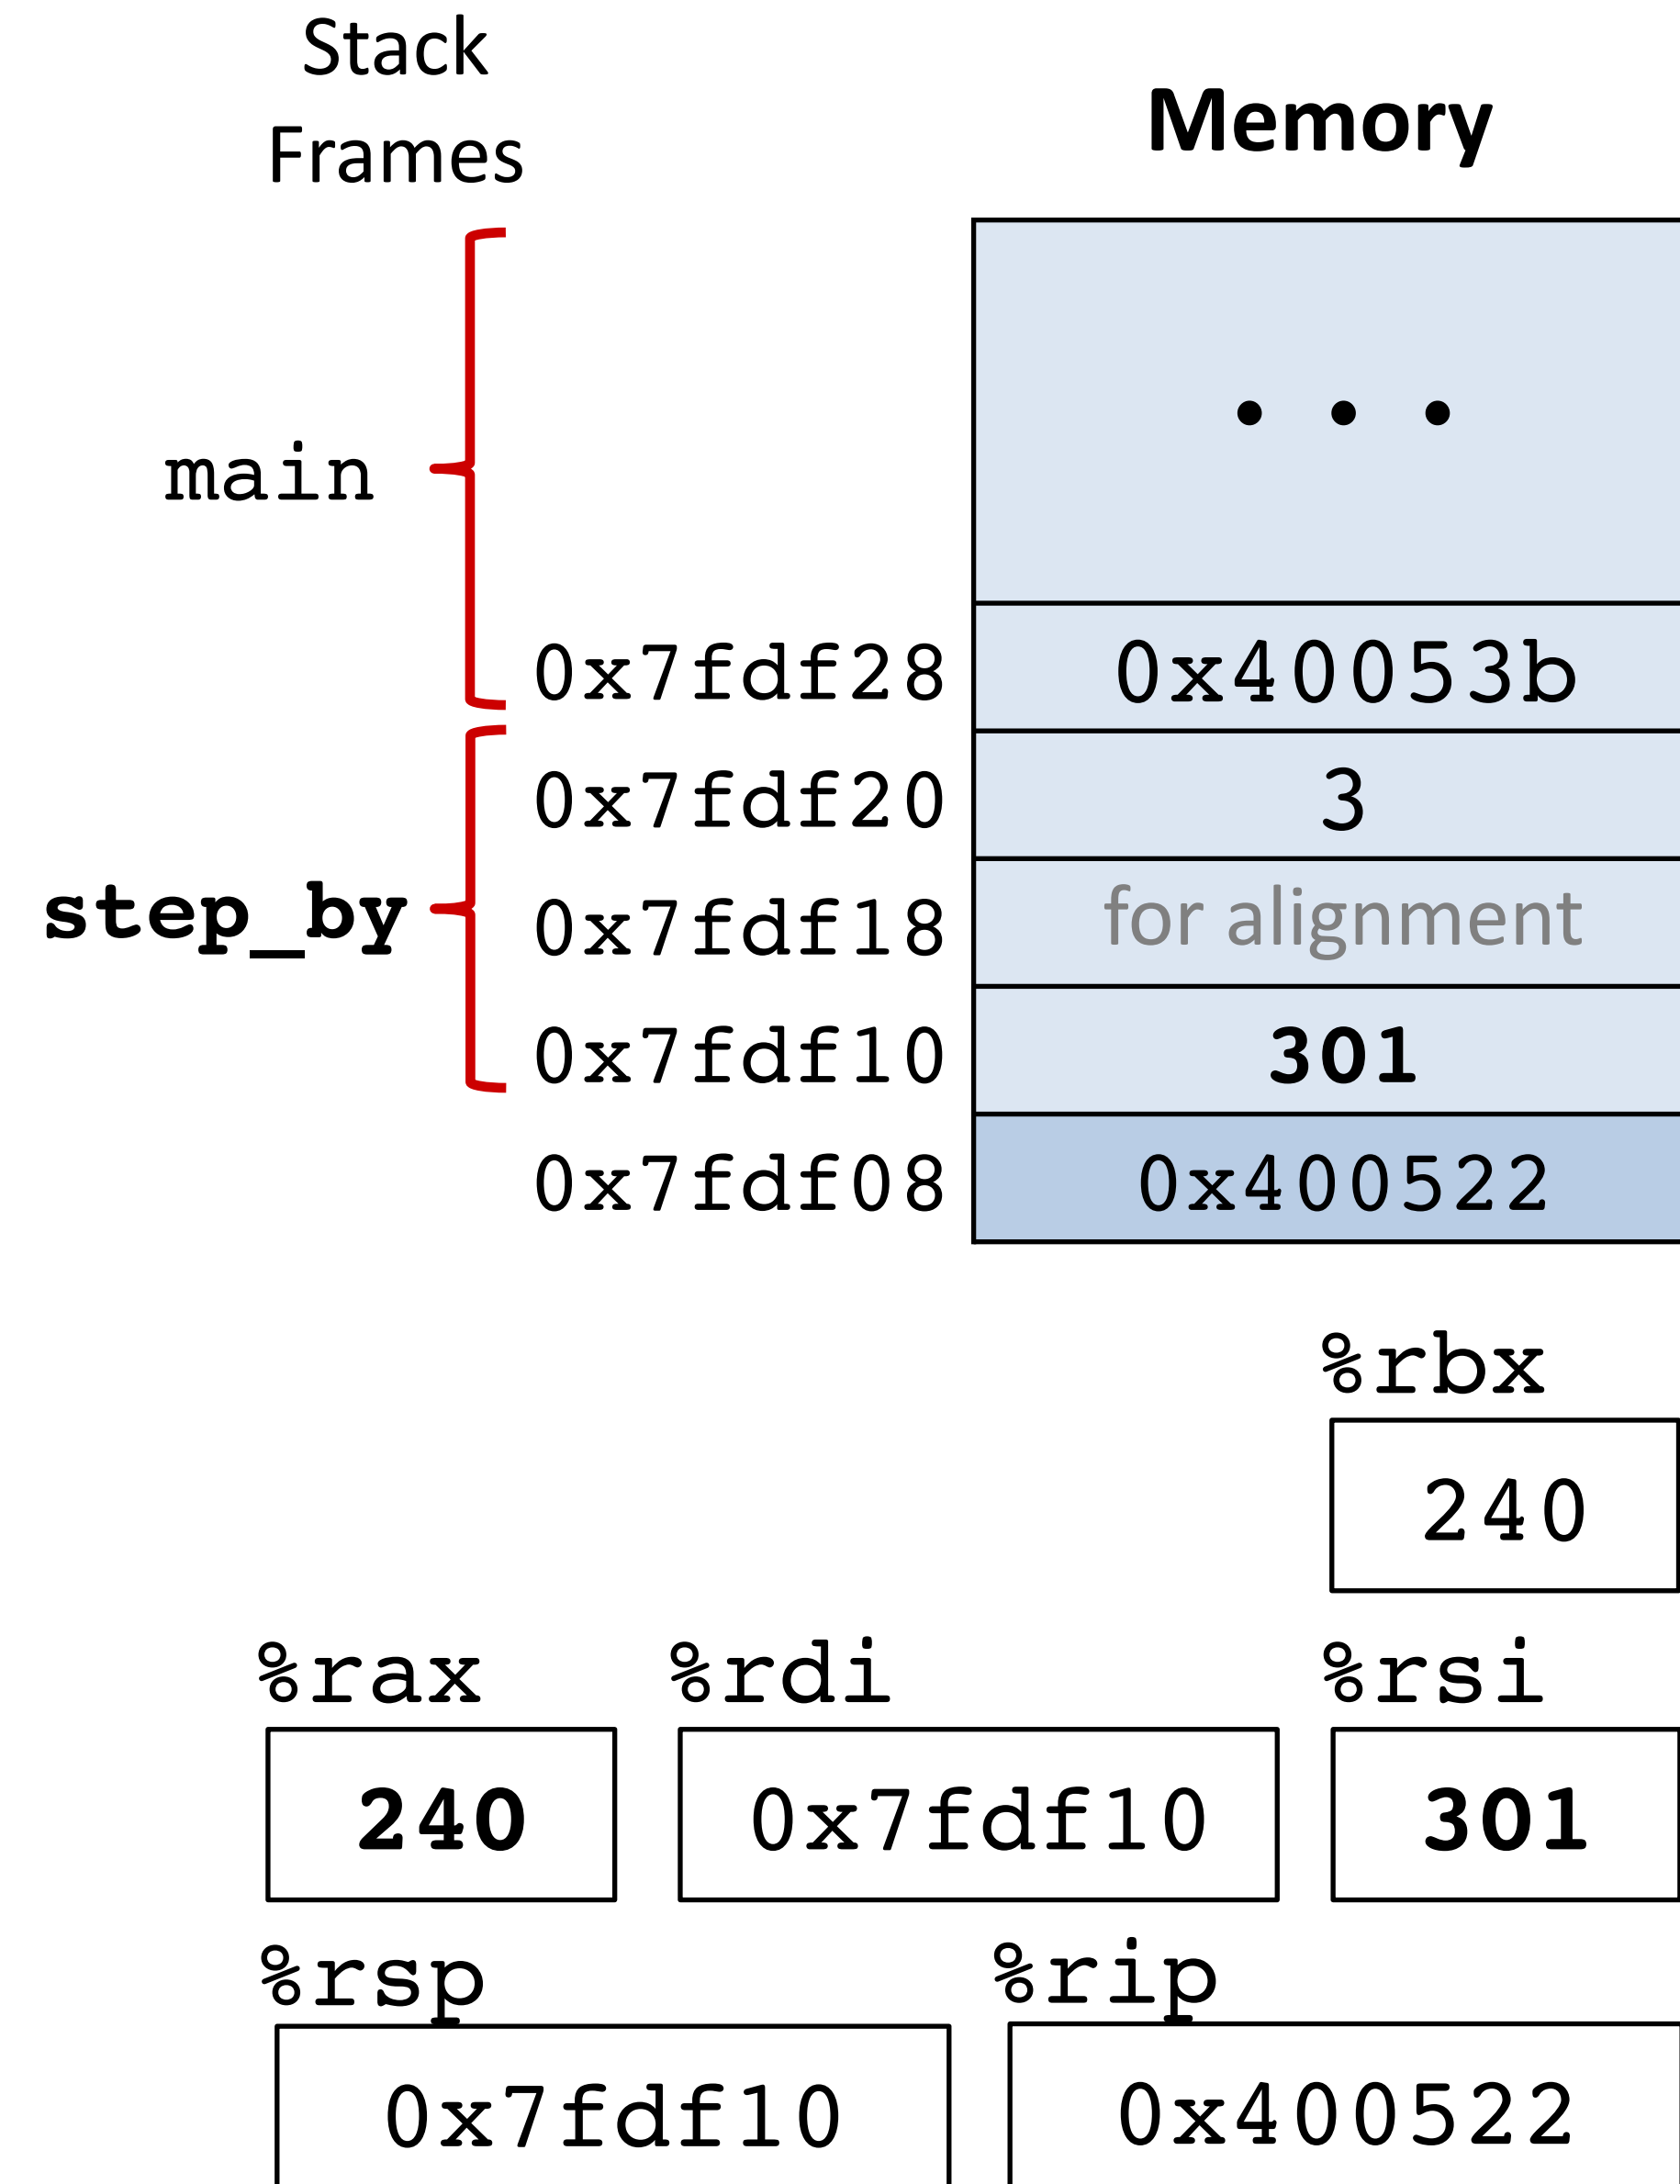 Stack
Frames
Memory
• • •
main
0x7fdf28 0x40053b
0x7fdf20 3
step_by 0x7fdf18 for alignment
0x7fdf10 301
0x7fdf08 0x400522
%rbx
240
%rax %rdi %rsi
240 0x7fdf10 301
%rsp %rip
0x7fdf10 0x400522